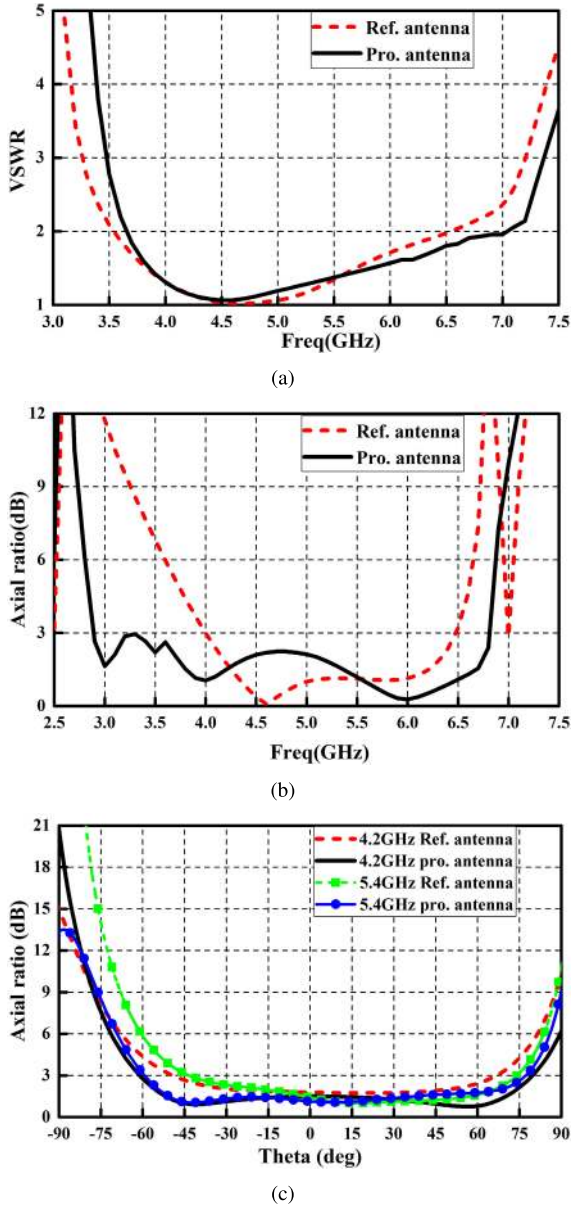 5
4
3
2
1
VSWR
Ref. antenna
Pro. antenna
3.0 3.5 4.0 4.5 5.0 5.5 6.0 6.5 7.0 7.5
Freq(GHz)
(a)
12
9
6
3
0
Axial ratio(dB)
Ref. antenna
Pro. antenna
2.5 3.0 3.5 4.0 4.5 5.0 5.5 6.0 6.5 7.0 7.5
Freq(GHz)
(b)
21
18
15
12
9
6
3
0
Axial ratio (dB)
4.2GHz Ref. antenna
4.2GHz pro. antenna
5.4GHz Ref. antenna
5.4GHz pro. antenna
-90 -75 -60 -45 -30 -15 0 15 30 45 60 75 90
Theta (deg)
(c)